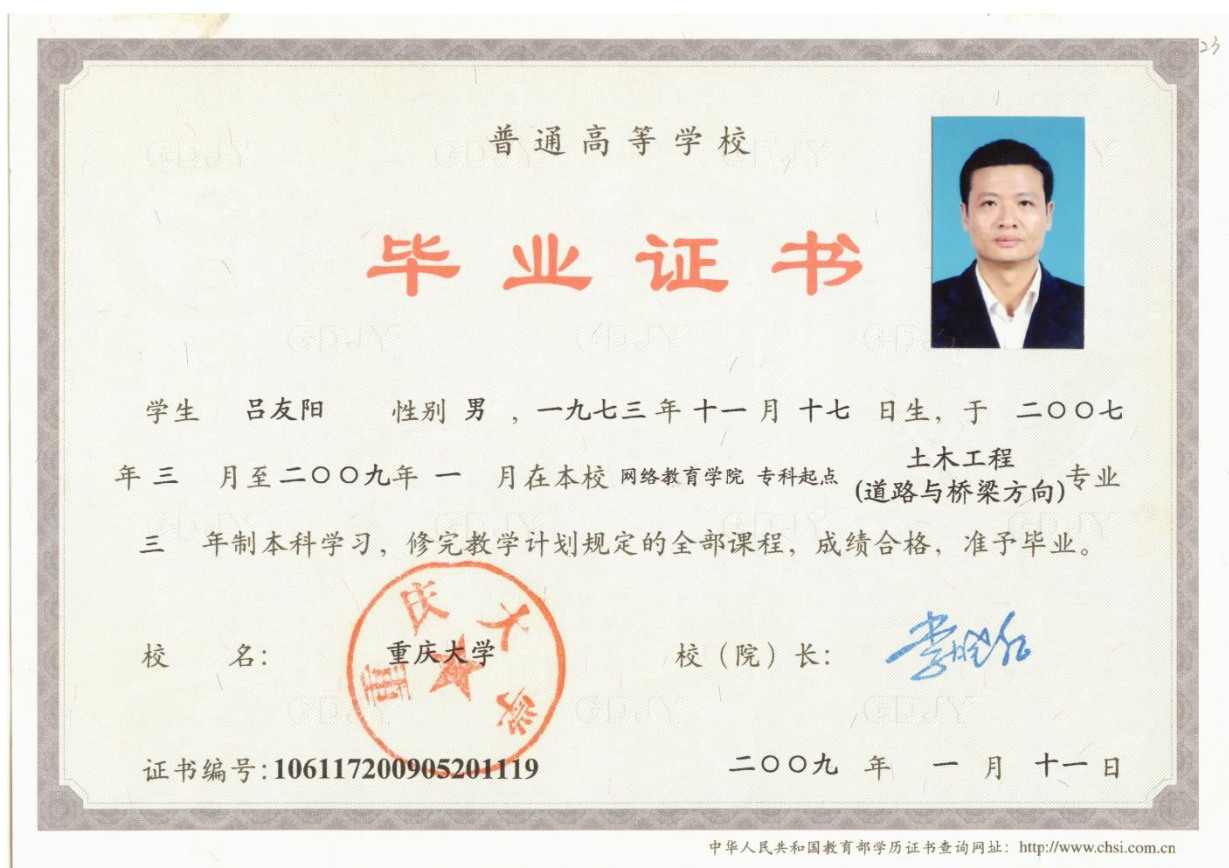 23
普通高等学校
毕业证书
学生 吕友阳 性别 男 ，一九七三年十一月十七日生，于 二〇〇七
年 三 月至二〇〇九年 一 月在本校 网络教育学院 专科起点 土木工程
(道路与桥梁方向) 专业
三 年制本科学习，修完教学计划规定的全部课程，成绩合格，准予毕业。
校 名： 重庆大学 校（院）长： 李晓红
重庆大学
证书编号：106117200905201119 二〇〇九 年 一 月 十一 日
中华人民共和国教育部学历证书查询网址：http://www.chsi.com.cn